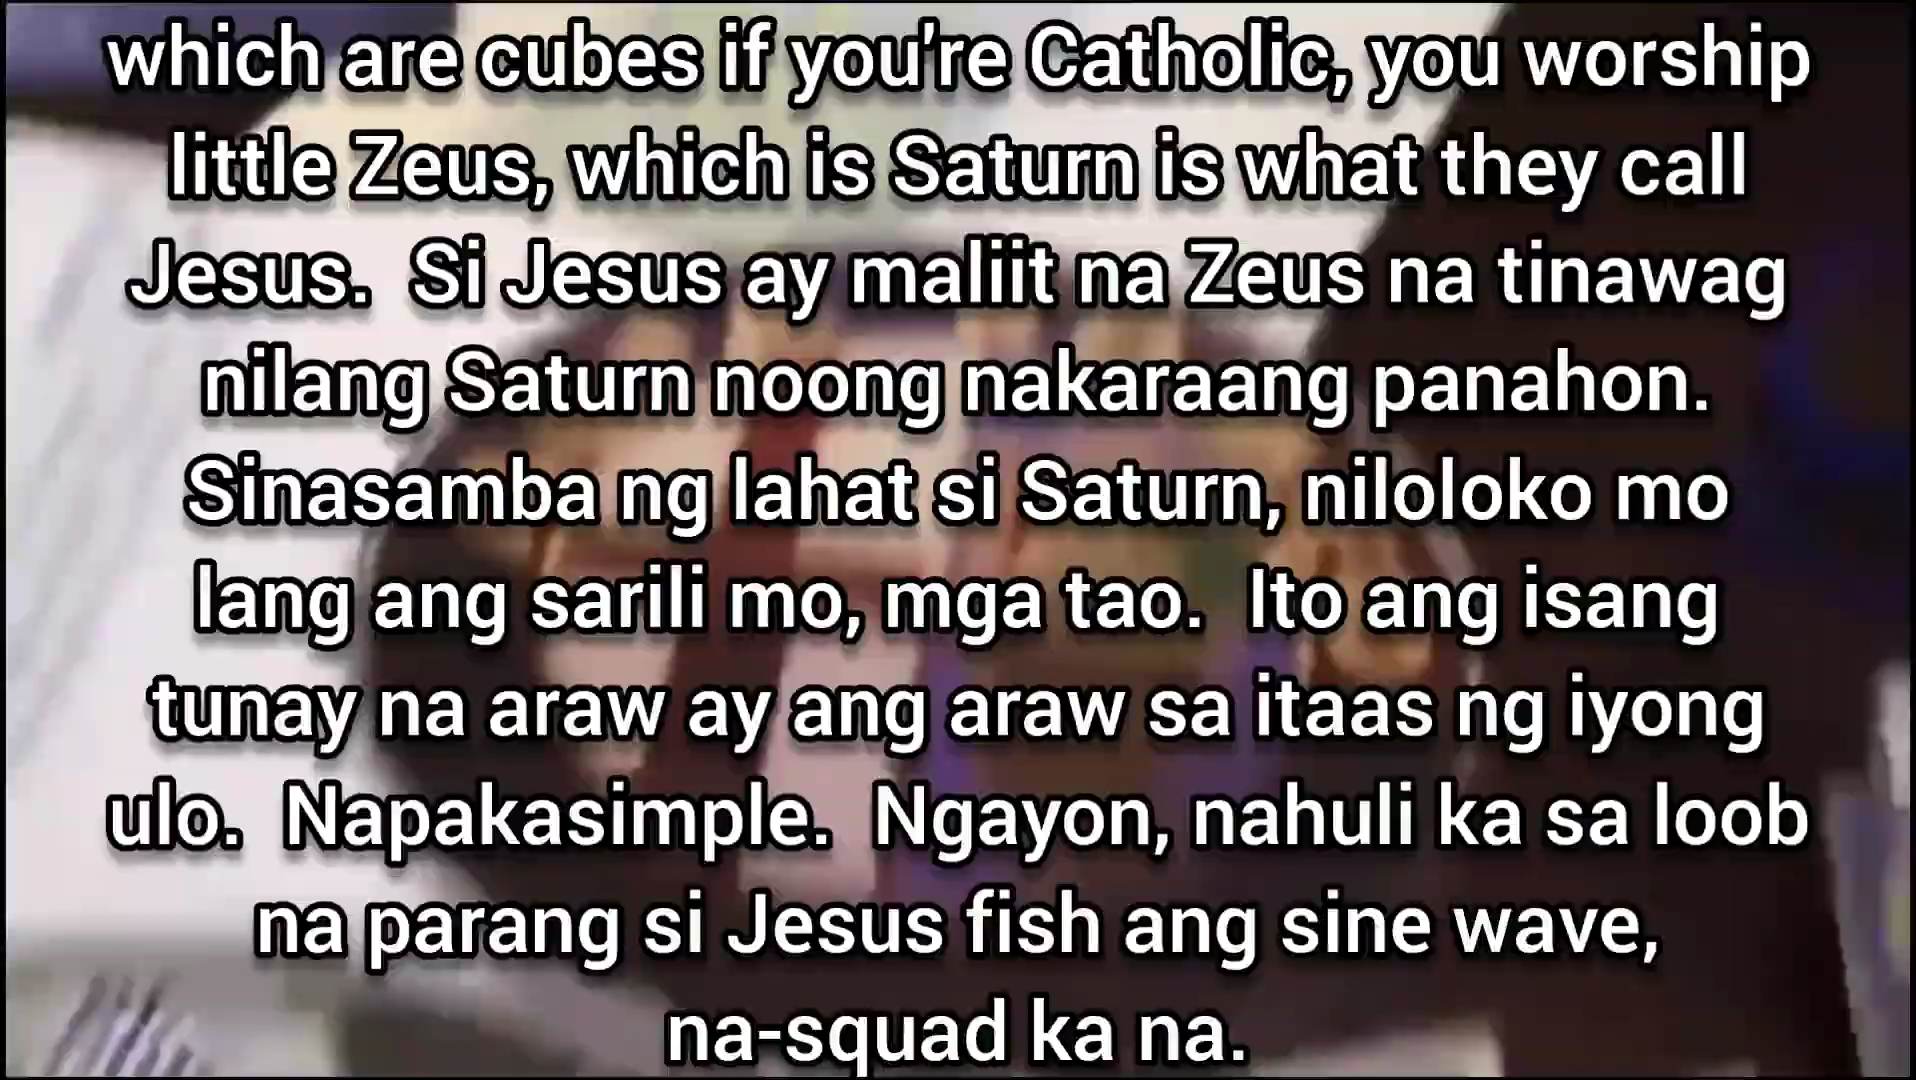 which are cubes if you're Catholic, you worship
little Zeus, which is Saturn is what they call
Jesus. Si Jesus ay maliit na Zeus na tinawag
nilang Saturn noong nakaraang panahon.
Sinasamba ng lahat si Saturn, niloloko mo
lang ang sarili mo, mga tao. Ito ang isang
tunay na araw ay ang araw sa itaas ng iyong
ulo. Napakasimple. Ngayon, nahuli ka sa loob
na parang si Jesus fish ang sine wave,
na-squad ka na.